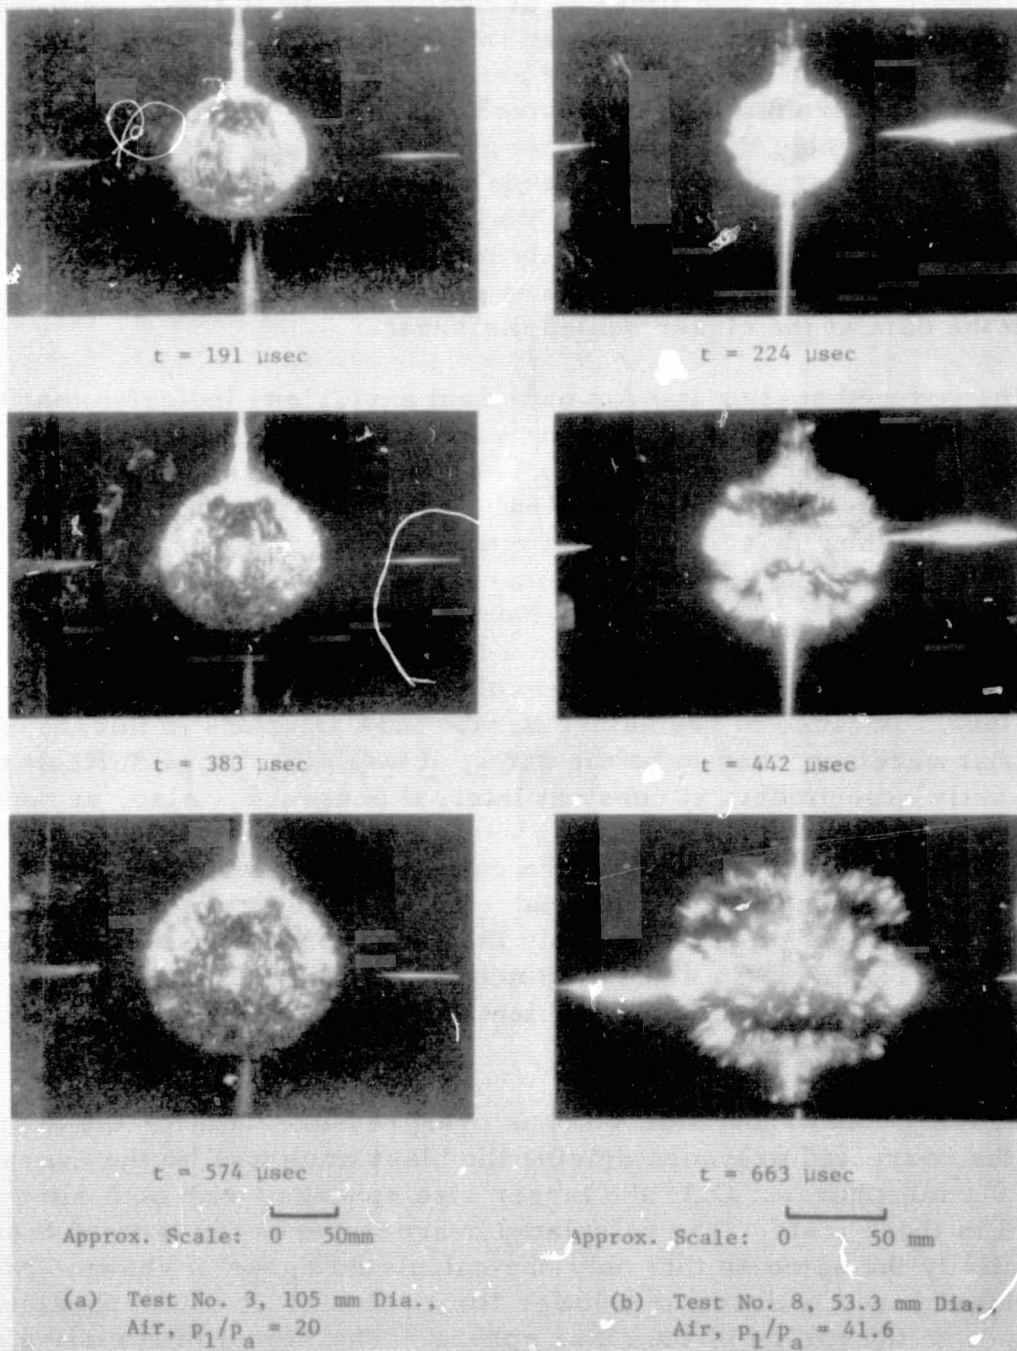 t = 191 µsec
t = 224 µsec
t = 383 µsec
t = 442 µsec
t = 574 µsec
t = 663 µsec
Approx. Scale: 0 50mm
Approx. Scale: 0 50 mm
(a) Test No. 3, 105 mm Dia.,
Air, p₁/pₐ = 20
(b) Test No. 8, 53.3 mm Dia.,
Air, p₁/pₐ = 41.6